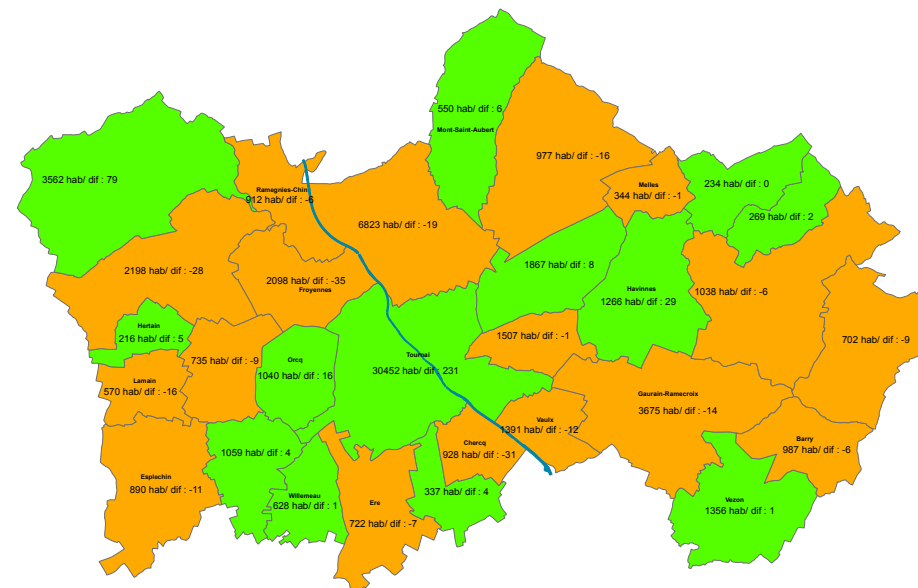 550 hab/ dif : 6
Mont-Saint-Aubert
977 hab/ dif : -16
3562 hab/ dif : 79
Ramegnies-Chin
912 hab/ dif : -6
Melles
344 hab/ dif : -1
234 hab/ dif : 0
269 hab/ dif : 2
6823 hab/ dif : -19
2198 hab/ dif : -28
2098 hab/ dif : -35
Froyennes
1867 hab/ dif : 8
Havinnes
1266 hab/ dif : 29
1038 hab/ dif : -6
Hertain
216 hab/ dif : 5
735 hab/ dif : -9
Orcq
1040 hab/ dif : 16
Tournai
30452 hab/ dif : 231
1507 hab/ dif : -1
702 hab/ dif : -9
Lamain
570 hab/ dif : -16
Gaurain-Ramecroix
3675 hab/ dif : -14
Vaulx
1391 hab/ dif : -12
Chercq
928 hab/ dif : -31
Barry
987 hab/ dif : -6
1059 hab/ dif : 4
Esplechin
890 hab/ dif : -11
Willemeau
628 hab/ dif : 1
Ere
722 hab/ dif : -7
337 hab/ dif : 4
Vezon
1356 hab/ dif : 1